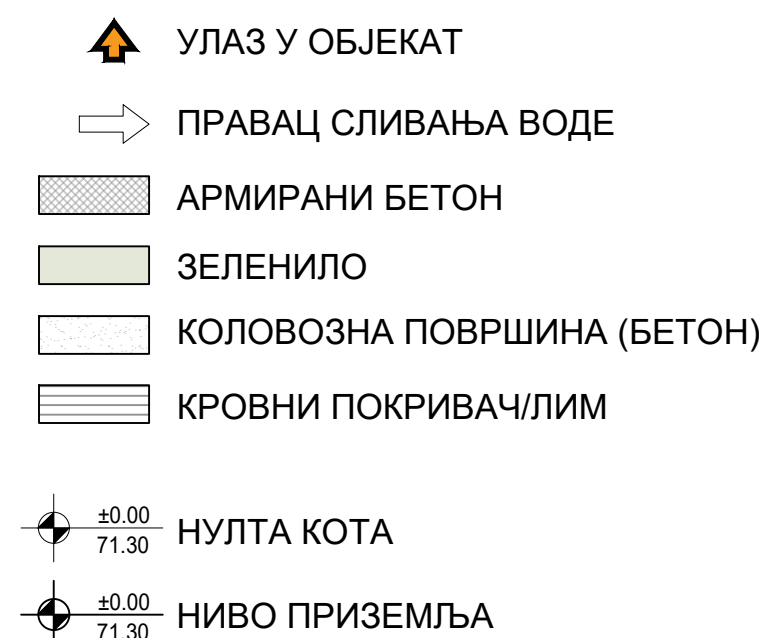 УЛАЗ У ОБЈЕКАТ
ПРАВАЦ СЛИВАЊА ВОДЕ
АРМИРАНИ БЕТОН
ЗЕЛЕНИЛО
КОЛОВОЗНА ПОВРШИНА (БЕТОН)
КРОВНИ ПОКРИВАЧ/ЛИМ
±0.00
71.30
НУЛТА КОТА
±0.00
71.30
НИВО ПРИЗЕМЉА